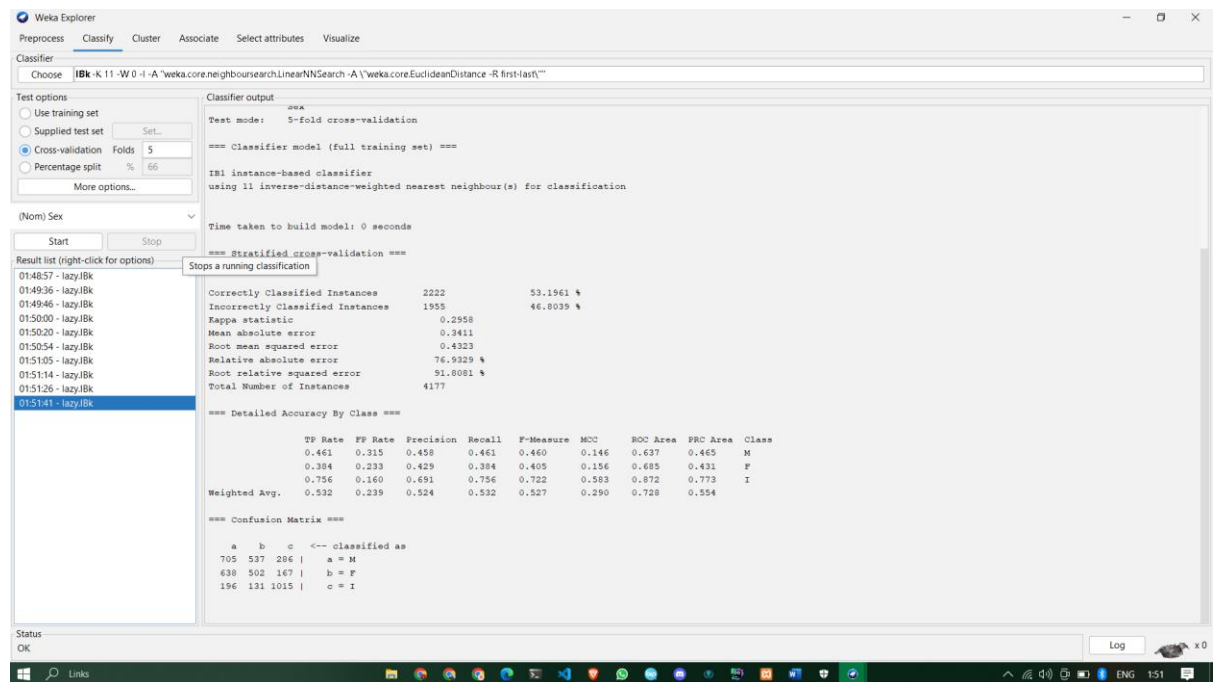 Weka Explorer
Preprocess Classify Cluster Associate Select attributes Visualize
Classifier
Choose IBk -K 11 -W 0 -I -A "weka.core.neighboursearch.LinearNNSearch -A \"weka.core.EuclideanDistance -R first-last\""
Test options
Use training set
Supplied test set Set...
Cross-validation Folds 5
Percentage split % 66
More options...
(Nom) Sex
Start Stop
Result list (right-click for options)
Stops a running classification
01:48:57 - lazy.IBk
01:49:36 - lazy.IBk
01:49:46 - lazy.IBk
01:50:00 - lazy.IBk
01:50:20 - lazy.IBk
01:50:54 - lazy.IBk
01:51:05 - lazy.IBk
01:51:14 - lazy.IBk
01:51:26 - lazy.IBk
01:51:41 - lazy.IBk
Classifier output
Sex
Test mode: 5-fold cross-validation
=== Classifier model (full training set) ===
IB1 instance-based classifier
using 11 inverse-distance-weighted nearest neighbour(s) for classification
Time taken to build model: 0 seconds
=== Stratified cross-validation ===
Correctly Classified Instances 2222 53.1961 %
Incorrectly Classified Instances 1955 46.8039 %
Kappa statistic 0.2958
Mean absolute error 0.3411
Root mean squared error 0.4323
Relative absolute error 76.9329 %
Root relative squared error 91.8081 %
Total Number of Instances 4177
=== Detailed Accuracy By Class ===
TP Rate FP Rate Precision Recall F-Measure MCC ROC Area PRC Area Class
0.461 0.315 0.458 0.461 0.460 0.146 0.637 0.465 M
0.384 0.233 0.429 0.384 0.405 0.156 0.685 0.431 F
0.756 0.160 0.691 0.756 0.722 0.583 0.872 0.773 I
Weighted Avg. 0.532 0.239 0.524 0.532 0.527 0.290 0.728 0.554
=== Confusion Matrix ===
a b c <-- classified as
705 537 286 | a = M
638 502 167 | b = F
196 131 1015 | c = I
Status
OK
Log x 0
Links
ENG 1:51